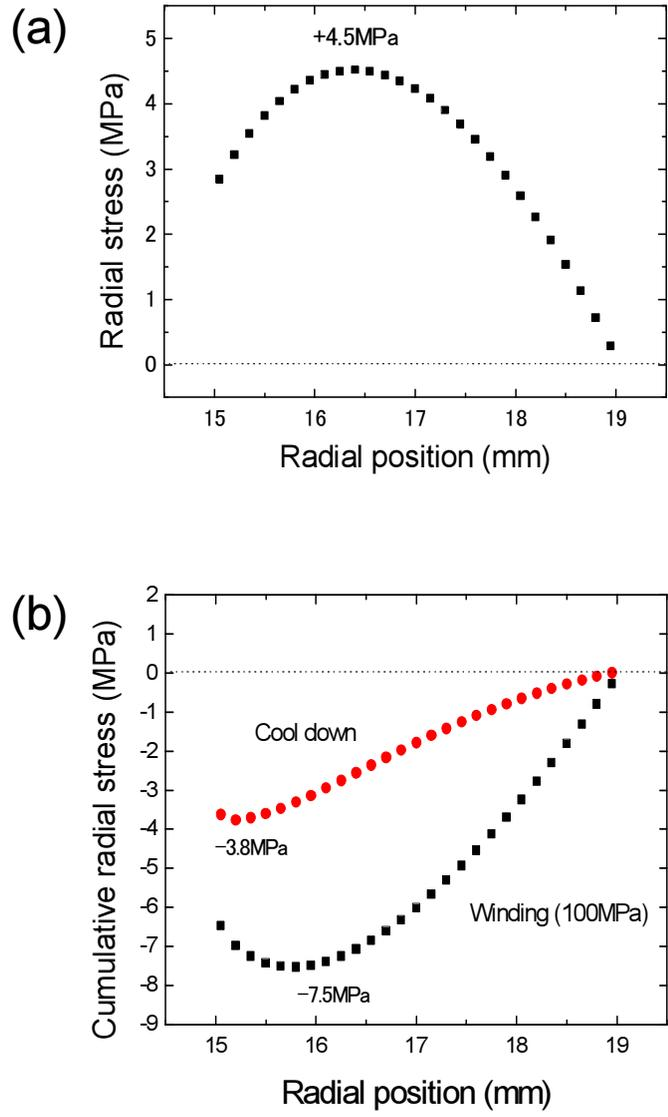 (a)
+4.5MPa
Radial stress (MPa)
5
4
3
2
1
0
15 16 17 18 19
Radial position (mm)
(b)
Cumulative radial stress (MPa)
2
1
0
-1
-2
-3
-4
-5
-6
-7
-8
-9
Cool down
−3.8MPa
Winding (100MPa)
−7.5MPa
15 16 17 18 19
Radial position (mm)